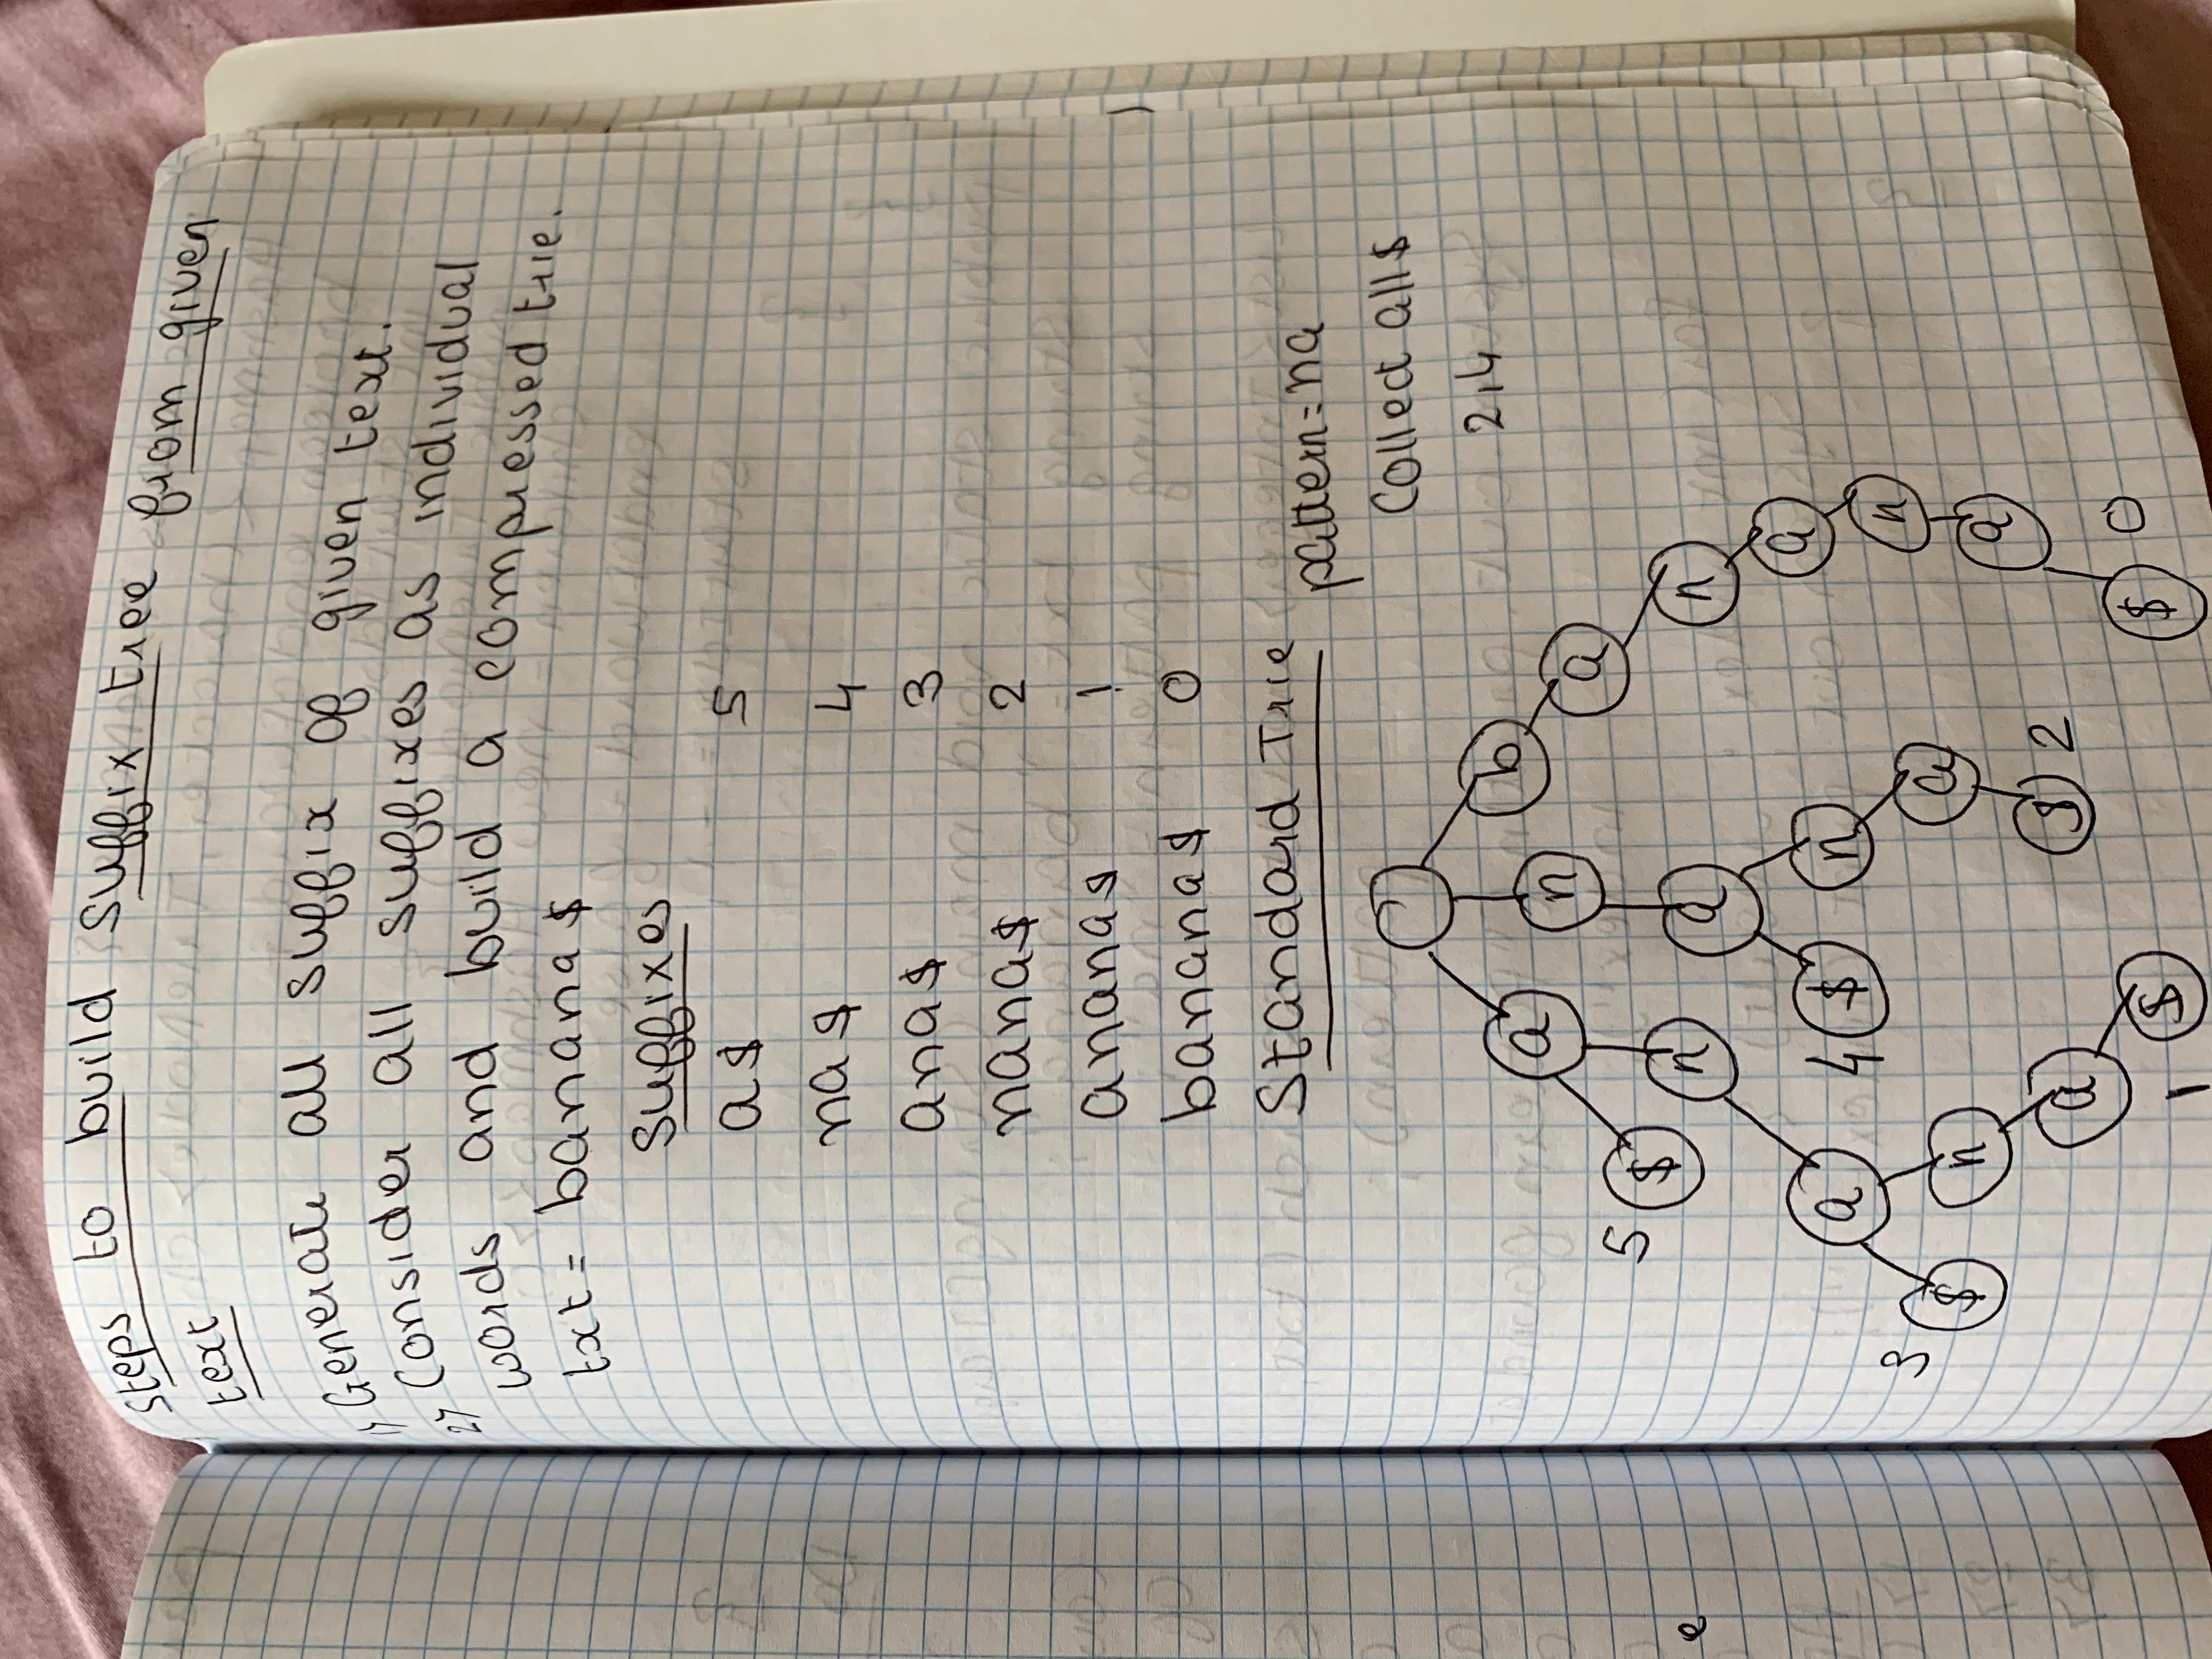 steps to build suffix tree from given
text
1) Generate all suffix of given text.
2) Consider all suffixes as individual
words and build a compressed trie.
txt = banana$
suffixes
a$ 5
na$ 4
ana$ 3
nana$ 2
anana$ 1
banana$ 0
Standard Trie
pattern = na
Collect all $
2,4
a n b
a
5 $ n a n
a 4 $ n a
3 $ n a n
a $ 2 a
1 $ $ 0
e